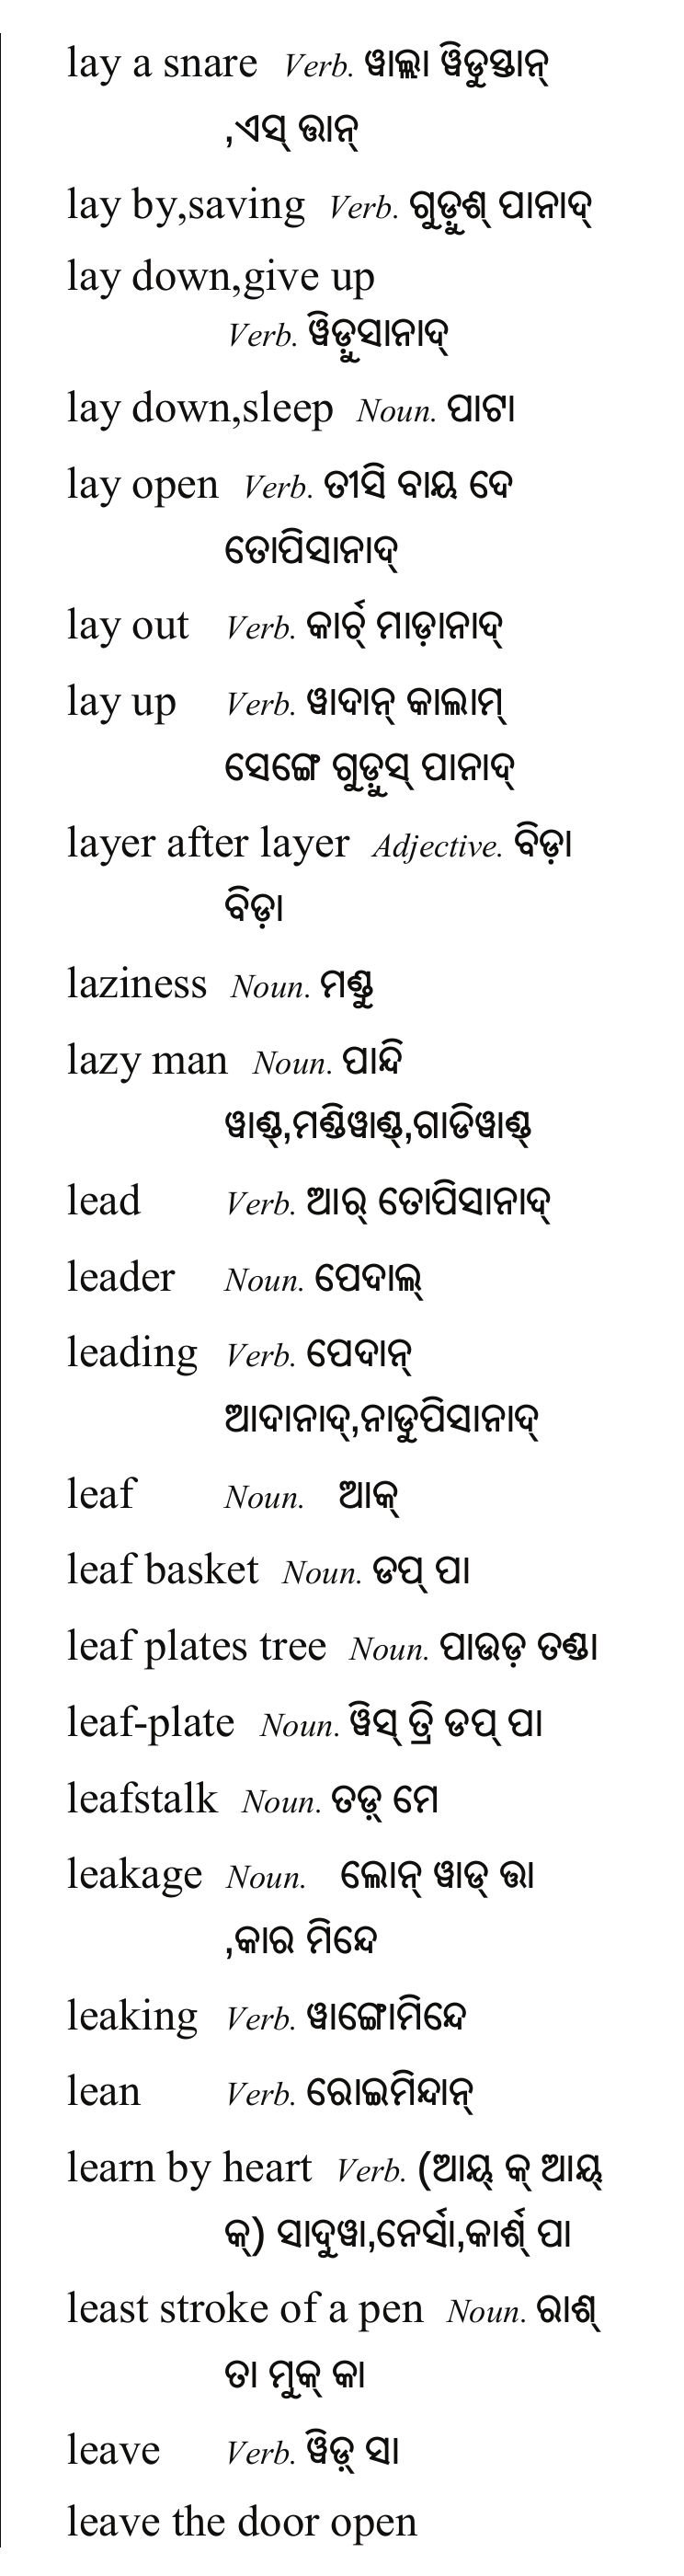 lay a snare Verb. ୱାଲ୍ଲା ୱିଡୁସ୍ତାନ୍
,ଏସ୍ ତ୍ତାନ୍
lay by,saving Verb. ଗୁଡ଼ୁଶ୍ ପାନାଦ୍
lay down,give up
Verb. ୱିଡ଼ୁସାନାଦ୍
lay down,sleep Noun. ପାଟା
lay open Verb. ତୀସି ବାୟ ଦେ
ତୋପିସାନାଦ୍
lay out Verb. କାର୍ଚ୍ ମାଡ଼ାନାଦ୍
lay up Verb. ୱାଦାନ୍ କାଲାମ୍
ସେଙ୍ଗେ ଗୁଡ଼ୁସ୍ ପାନାଦ୍
layer after layer Adjective. ବିଡ଼ା
ବିଡ଼ା
laziness Noun. ମଣ୍ଡୁ
lazy man Noun. ପାନ୍ଦି
ୱାଣ୍ଡ୍,ମଣ୍ଡିୱାଣ୍ଡ୍,ଗାଡିୱାଣ୍ଡ୍
lead Verb. ଆର୍ ତୋପିସାନାଦ୍
leader Noun. ପେଦାଲ୍
leading Verb. ପେଦାନ୍
ଆଦାନାଦ୍,ନାଡୁପିସାନାଦ୍
leaf Noun. ଆକ୍
leaf basket Noun. ଡପ୍ ପା
leaf plates tree Noun. ପାଉଡ଼ ତଣ୍ଡା
leaf-plate Noun. ୱିସ୍ ତ୍ରି ଡପ୍ ପା
leafstalk Noun. ତଡ଼୍ ମେ
leakage Noun. ଲୋନ୍ ୱାଡ୍ ତ୍ତା
,କାର ମିନ୍ଦେ
leaking Verb. ୱାଙ୍ଗୋମିନ୍ଦେ
lean Verb. ରୋଇମିନ୍ଦାନ୍
learn by heart Verb. (ଆୟ୍ କ୍ ଆୟ୍
କ୍) ସାଦୁୱା,ନେର୍ସା,କାର୍ଶ୍ ପା
least stroke of a pen Noun. ରାଶ୍
ତା ମୁକ୍ କା
leave Verb. ୱିଡ଼୍ ସା
leave the door open